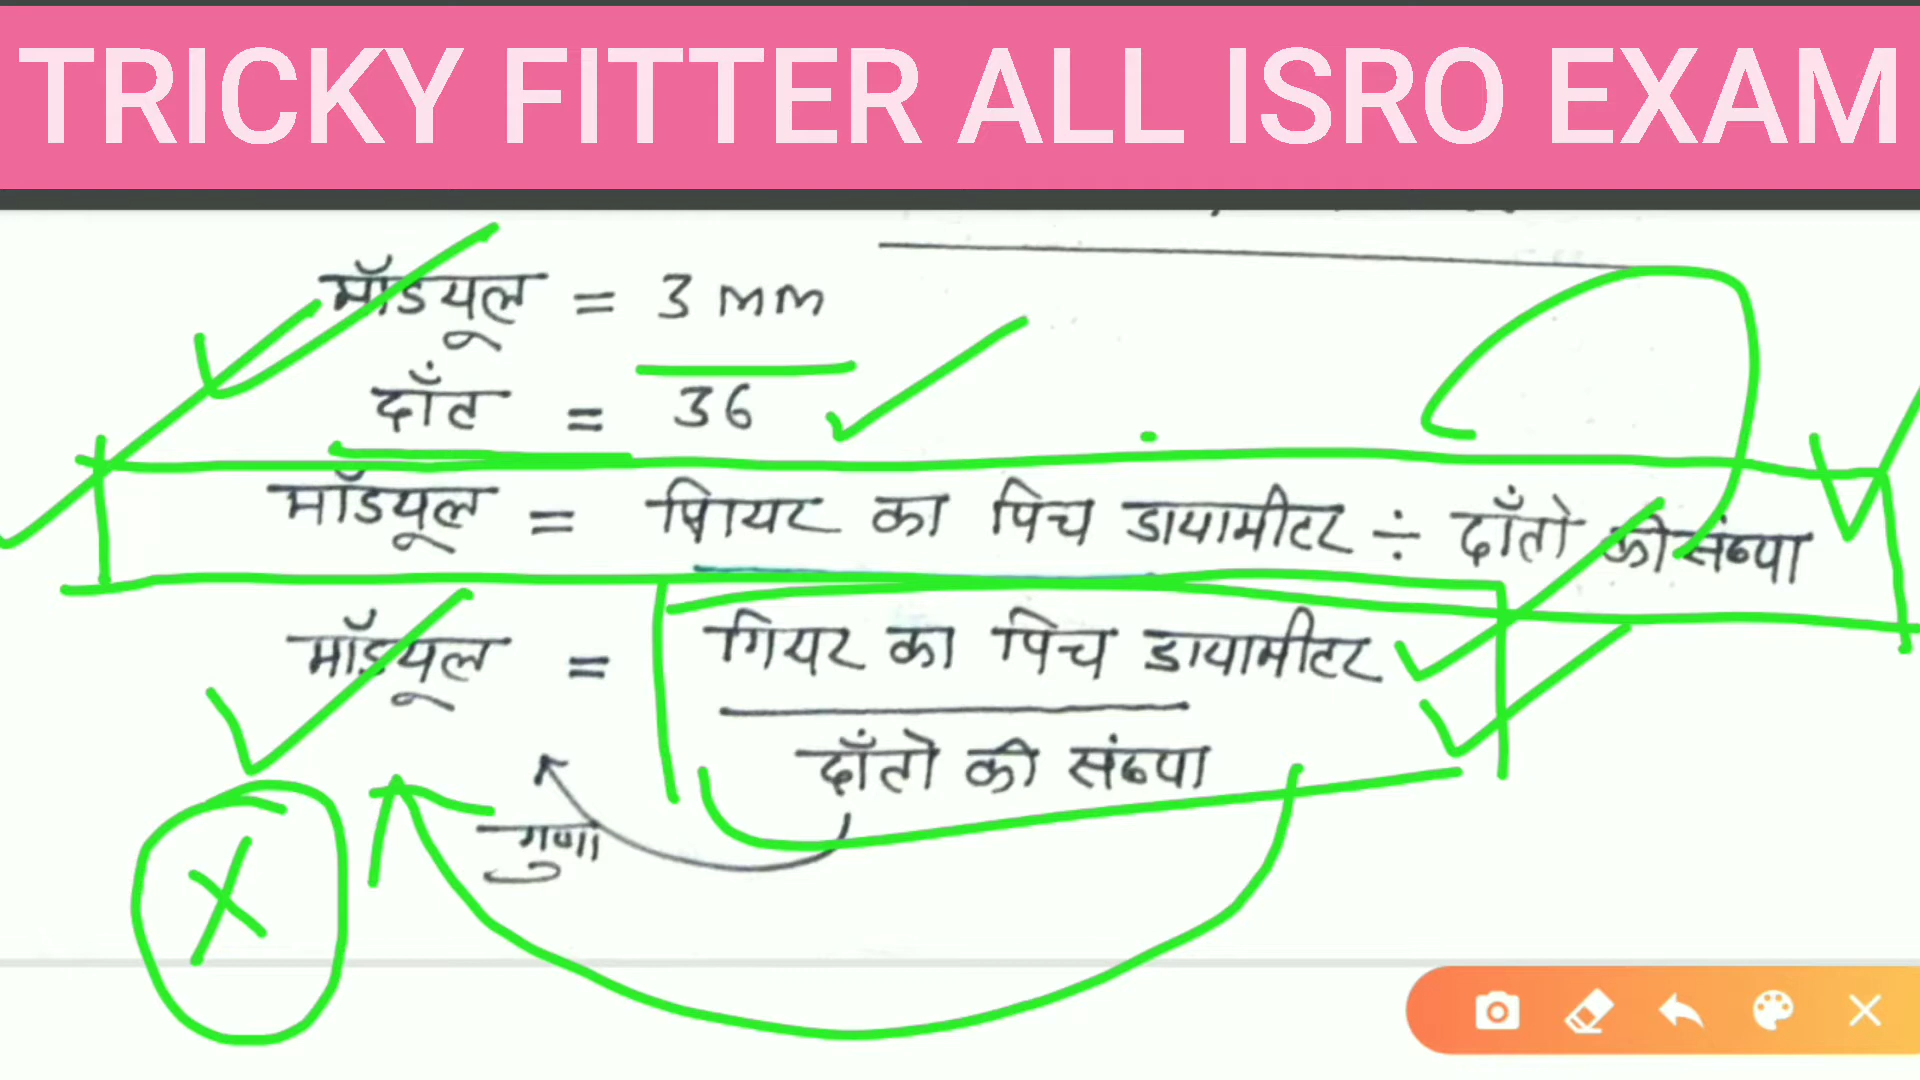 TRICKY FITTER ALL ISRO EXAM
मॉडयूल = 3 mm
दाँत = 36
मॉडयूल = गियर का पिच डायामीटर ÷ दाँतो की संख्या
मॉडयूल = गियर का पिच डायामीटर
दाँतो की संख्या
गुणा
X